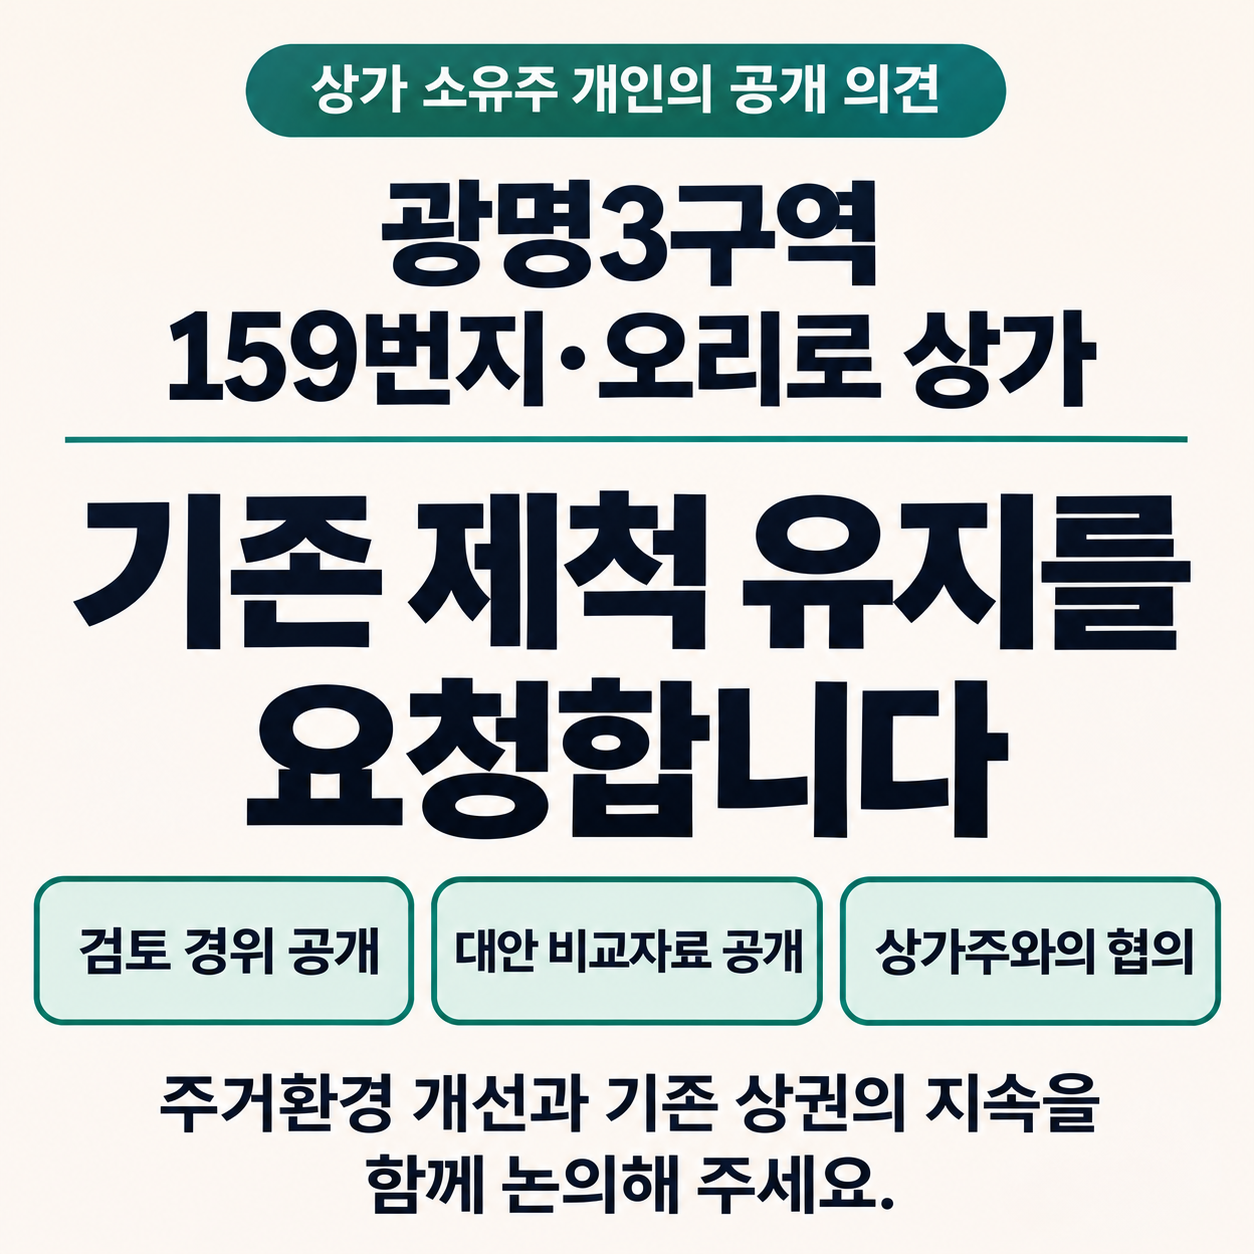 상가 소유주 개인의 공개 의견
광명3구역
159번지·오리로 상가
기존 제척 유지를
요청합니다
검토 경위 공개
대안 비교자료 공개
상가주와의 협의
주거환경 개선과 기존 상권의 지속을
함께 논의해 주세요.